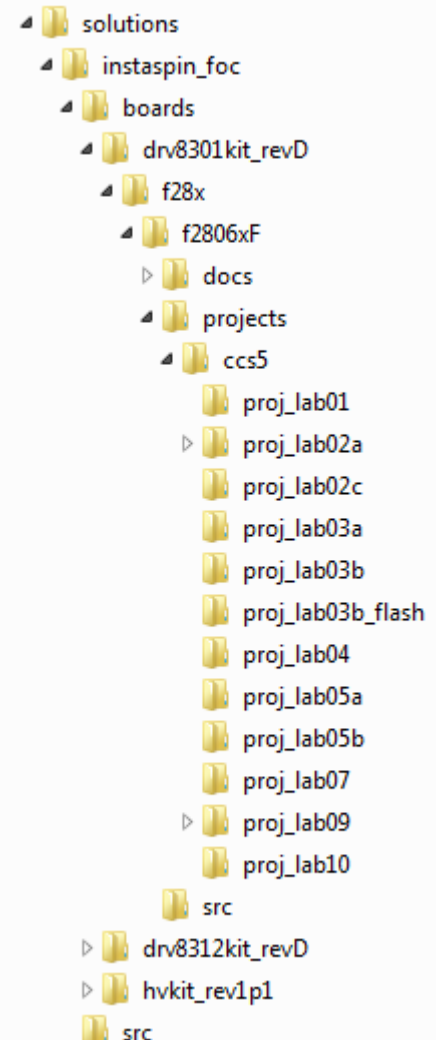 solutions
instaspin_foc
boards
drv8301kit_revD
f28x
f2806xF
docs
projects
ccs5
proj_lab01
proj_lab02a
proj_lab02c
proj_lab03a
proj_lab03b
proj_lab03b_flash
proj_lab04
proj_lab05a
proj_lab05b
proj_lab07
proj_lab09
proj_lab10
src
drv8312kit_revD
hvkit_rev1p1
src